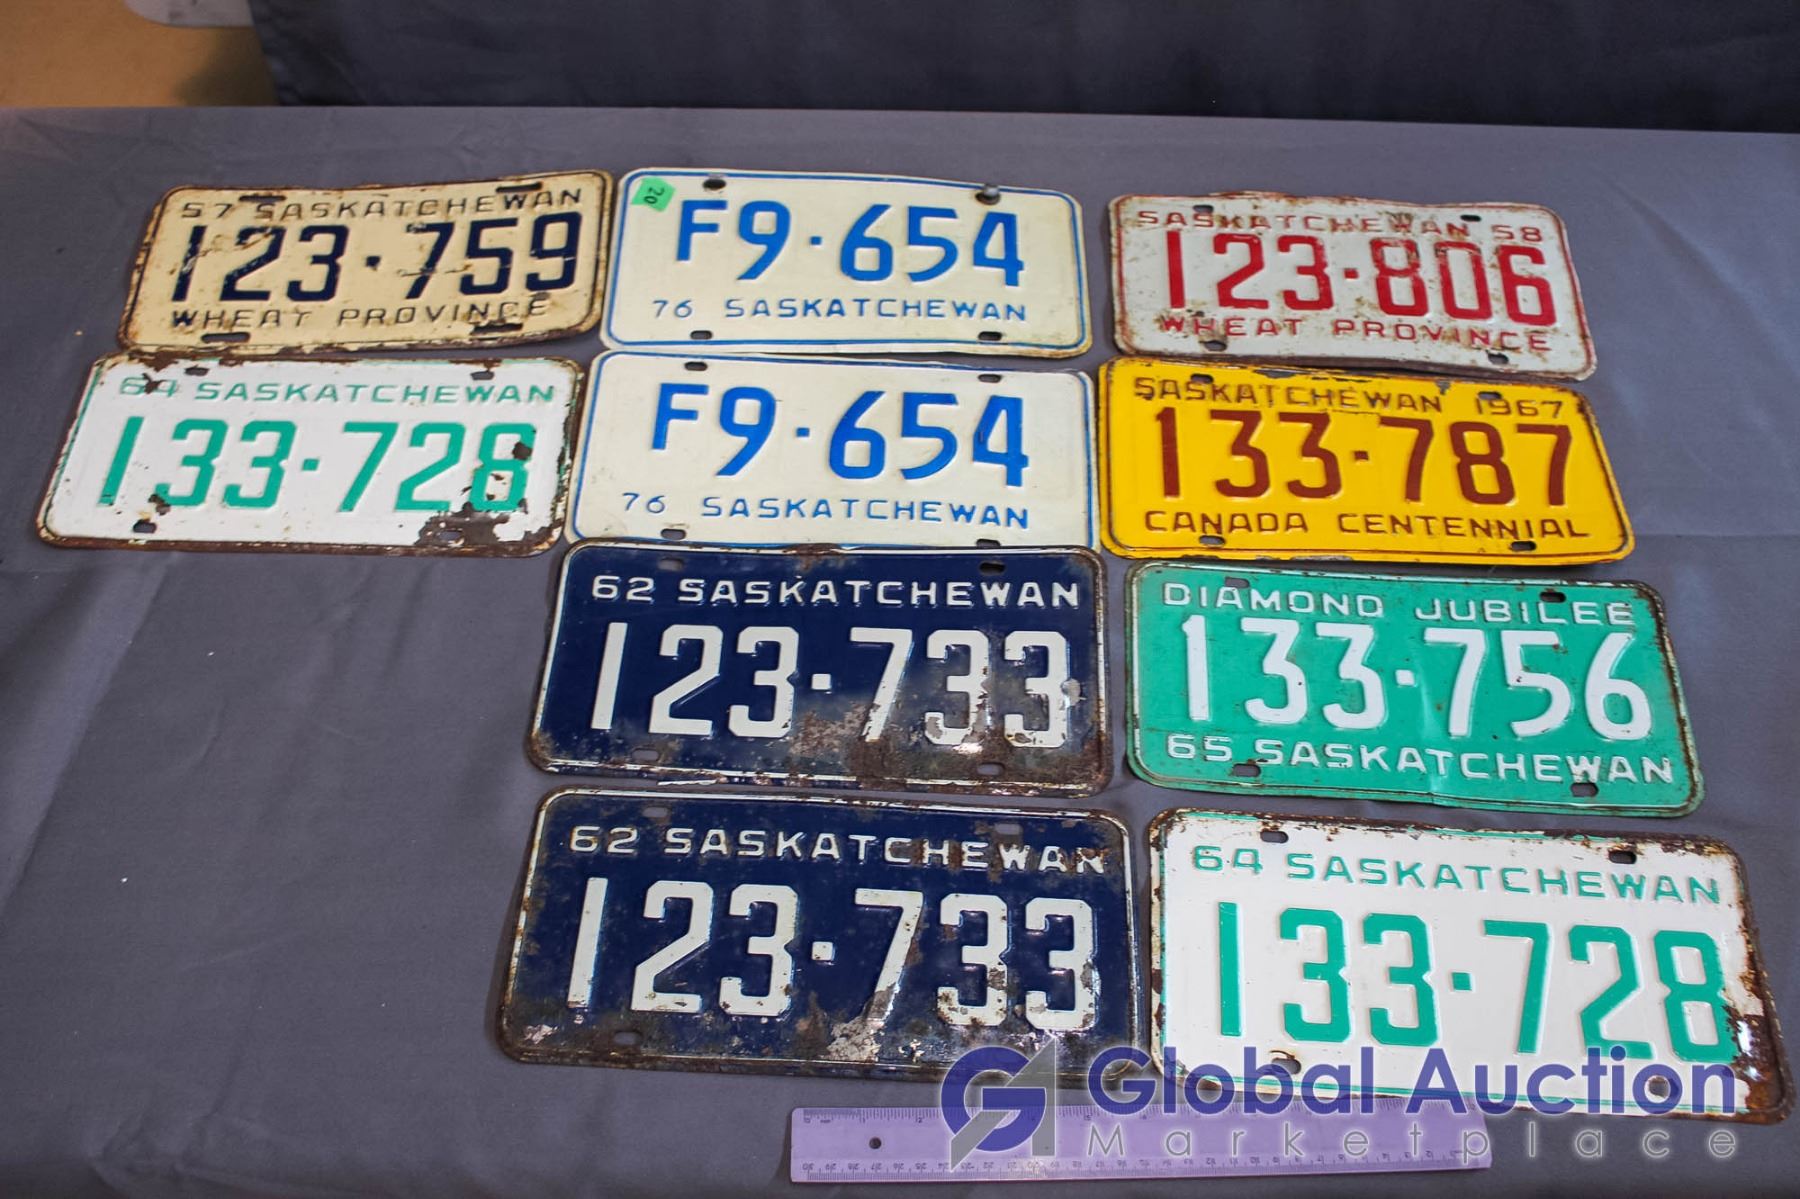 57 SASKATCHEWAN
123·759
WHEAT PROVINCE
20
F9·654
76 SASKATCHEWAN
SASKATCHEWAN 58
123·806
WHEAT PROVINCE
64 SASKATCHEWAN
133·728
F9·654
76 SASKATCHEWAN
SASKATCHEWAN 1967
133·787
CANADA CENTENNIAL
62 SASKATCHEWAN
123·733
DIAMOND JUBILEE
133·756
65 SASKATCHEWAN
62 SASKATCHEWAN
123·733
64 SASKATCHEWAN
133·728
Global Auction
Marketplace